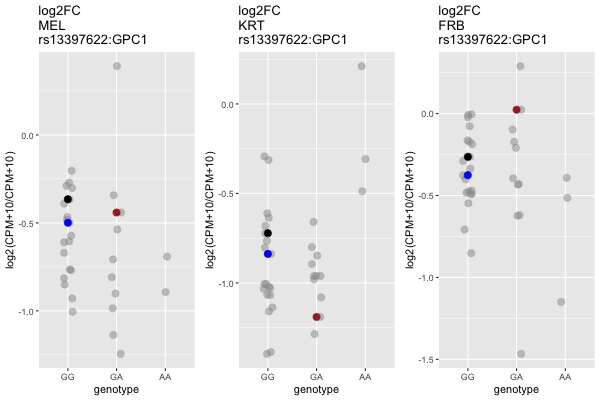 log2FC
MEL
rs13397622:GPC1
log2(CPM+10/CPM+10)
0.0
-0.5
-1.0
GG
GA
AA
genotype
log2FC
KRT
rs13397622:GPC1
log2(CPM+10/CPM+10)
0.0
-0.5
-1.0
GG
GA
AA
genotype
log2FC
FRB
rs13397622:GPC1
log2(CPM+10/CPM+10)
0.0
-0.5
-1.0
-1.5
GG
GA
AA
genotype